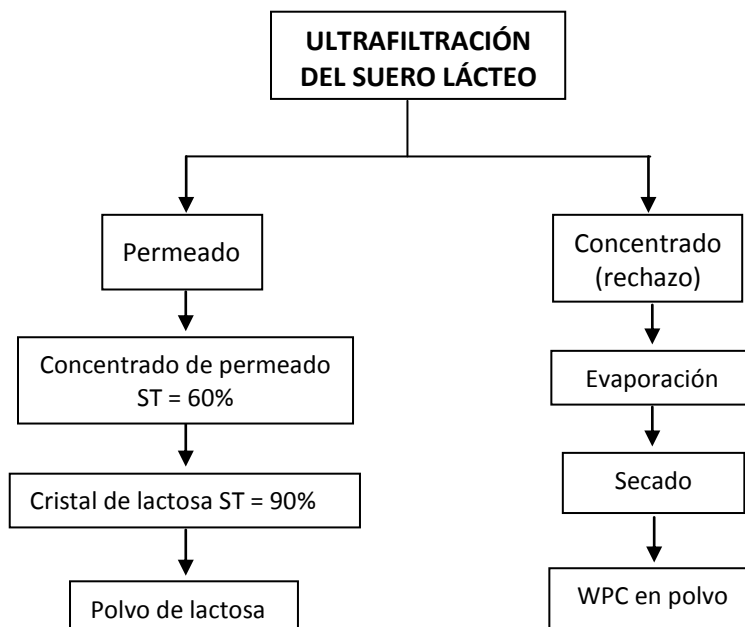 ULTRAFILTRACIÓN
DEL SUERO LÁCTEO
Permeado
Concentrado de permeado
ST = 60%
Cristal de lactosa ST = 90%
Polvo de lactosa
Concentrado
(rechazo)
Evaporación
Secado
WPC en polvo